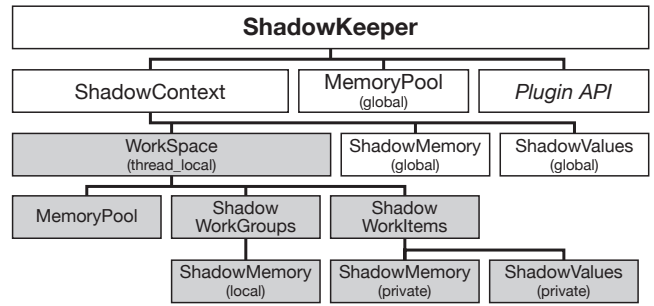 ShadowKeeper
ShadowContext
MemoryPool
(global)
Plugin API
WorkSpace
(thread_local)
ShadowMemory
(global)
ShadowValues
(global)
MemoryPool
Shadow
WorkGroups
Shadow
WorkItems
ShadowMemory
(local)
ShadowMemory
(private)
ShadowValues
(private)